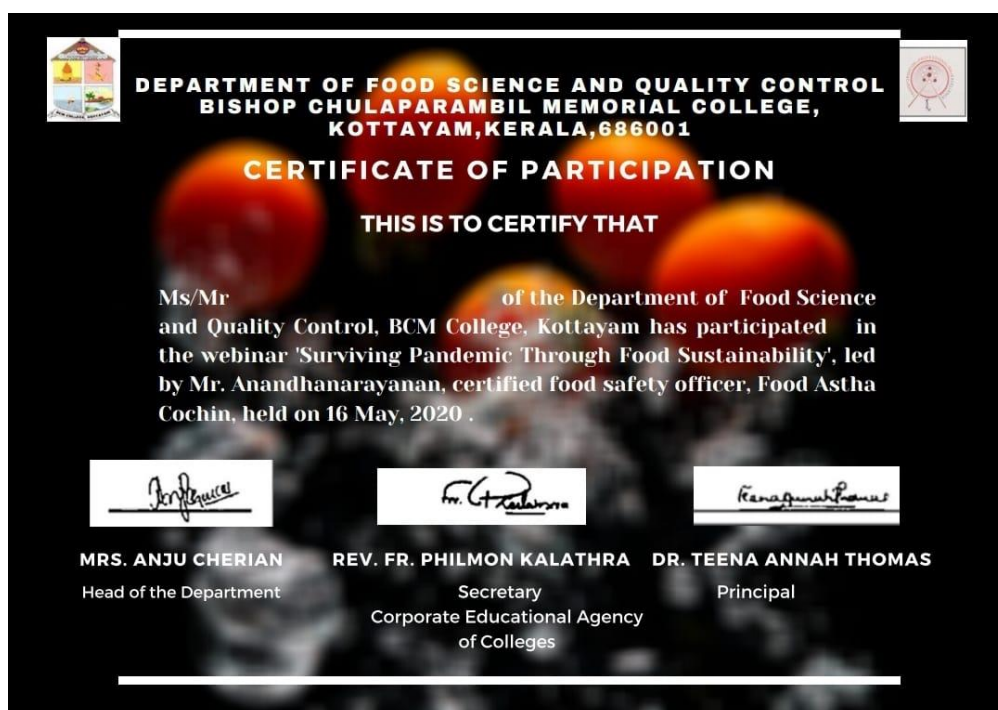 DEPARTMENT OF FOOD SCIENCE AND QUALITY CONTROL
BISHOP CHULAPARAMBIL MEMORIAL COLLEGE,
KOTTAYAM,KERALA,686001
CERTIFICATE OF PARTICIPATION
THIS IS TO CERTIFY THAT
Ms/Mr of the Department of Food Science
and Quality Control, BCM College, Kottayam has participated in
the webinar 'Surviving Pandemic Through Food Sustainability', led
by Mr. Anandhanarayanan, certified food safety officer, Food Astha
Cochin, held on 16 May, 2020 .
MRS. ANJU CHERIAN
Head of the Department
REV. FR. PHILMON KALATHRA
Secretary
Corporate Educational Agency
of Colleges
DR. TEENA ANNAH THOMAS
Principal